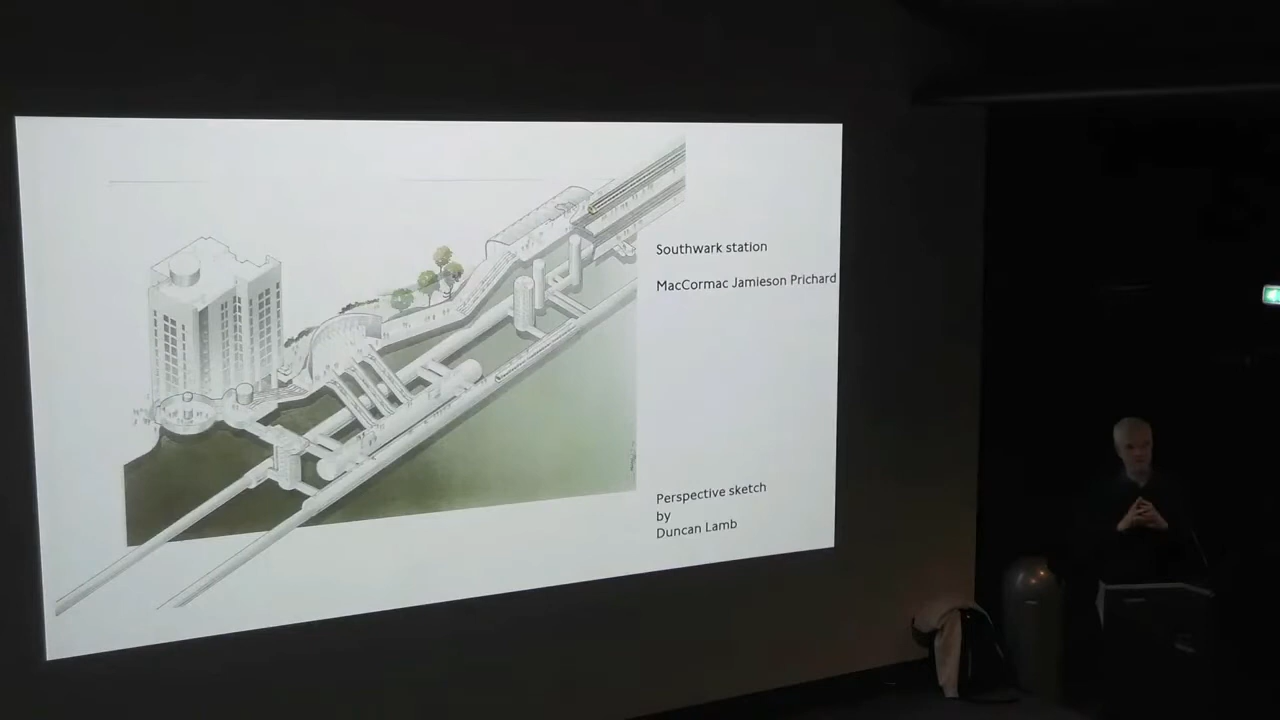 Southwark station
MacCormac Jamieson Prichard
Perspective sketch
by
Duncan Lamb